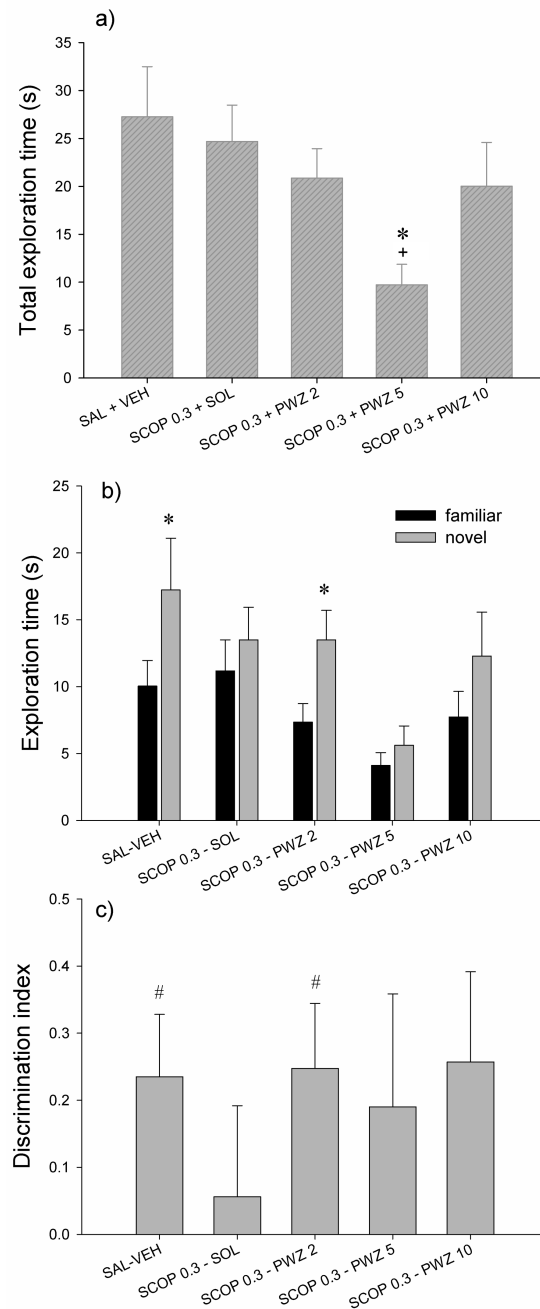 a)
Total exploration time (s)
35
30
25
20
15
10
5
0
*
+
SAL + VEH
SCOP 0.3 + SOL
SCOP 0.3 + PWZ 2
SCOP 0.3 + PWZ 5
SCOP 0.3 + PWZ 10
b)
Exploration time (s)
25
20
15
10
5
0
*
*
familiar
novel
SAL-VEH
SCOP 0.3 - SOL
SCOP 0.3 - PWZ 2
SCOP 0.3 - PWZ 5
SCOP 0.3 - PWZ 10
c)
Discrimination index
0.5
0.4
0.3
0.2
0.1
0.0
#
#
SAL-VEH
SCOP 0.3 - SOL
SCOP 0.3 - PWZ 2
SCOP 0.3 - PWZ 5
SCOP 0.3 - PWZ 10